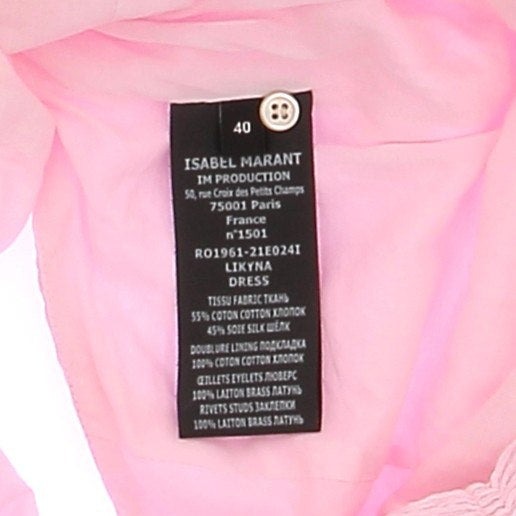 40
ISABEL MARANT
IM PRODUCTION
50, rue Croix des Petits Champs
75001 Paris
France
n°1501
RO1961-21E024I
LIKYNA
DRESS
TISSU FABRIC ТКАНЬ
55% COTON COTTON ХЛОПОК
45% SOIE SILK ШЁЛК
DOUBLURE LINING ПОДКЛАДКА
100% COTON COTTON ХЛОПОК
ŒILLETS EYELETS ЛЮВЕРС
100% LAITON BRASS ЛАТУНЬ
RIVETS STUDS ЗАКЛЕПКИ
100% LAITON BRASS ЛАТУНЬ